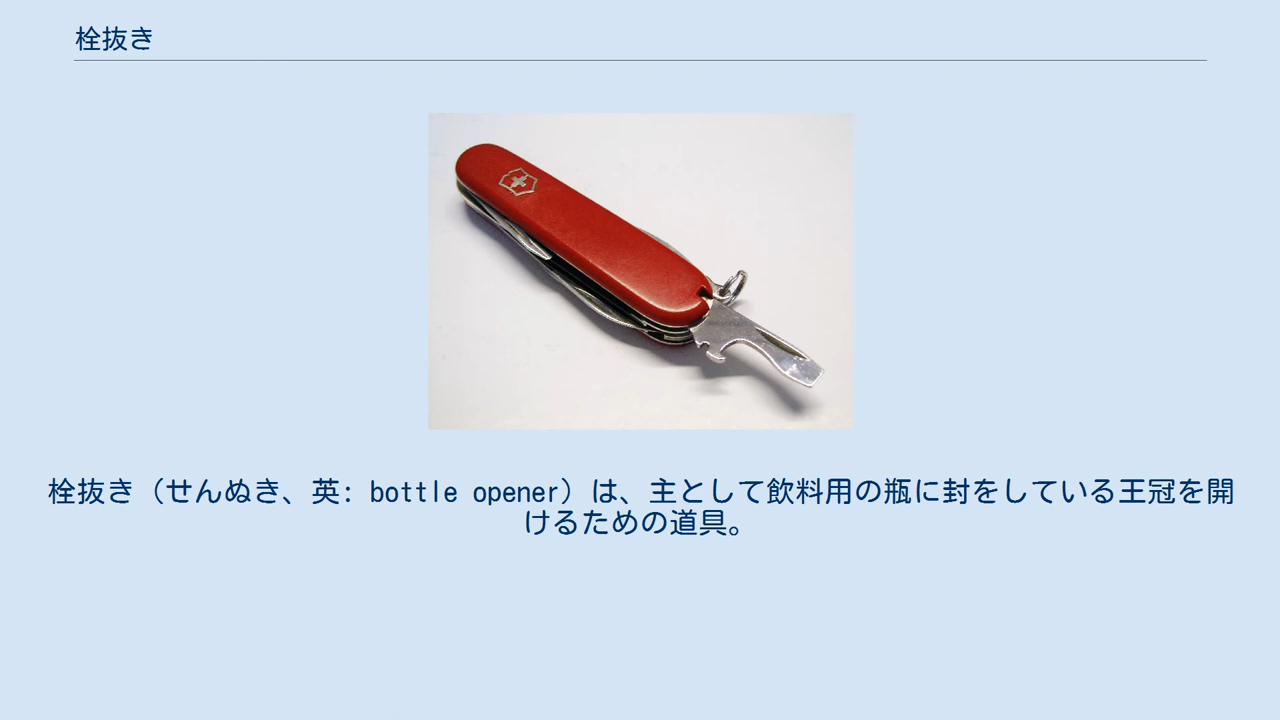 栓抜き
栓抜き（せんぬき、英: bottle opener）は、主として飲料用の瓶に封をしている王冠を開
けるための道具。